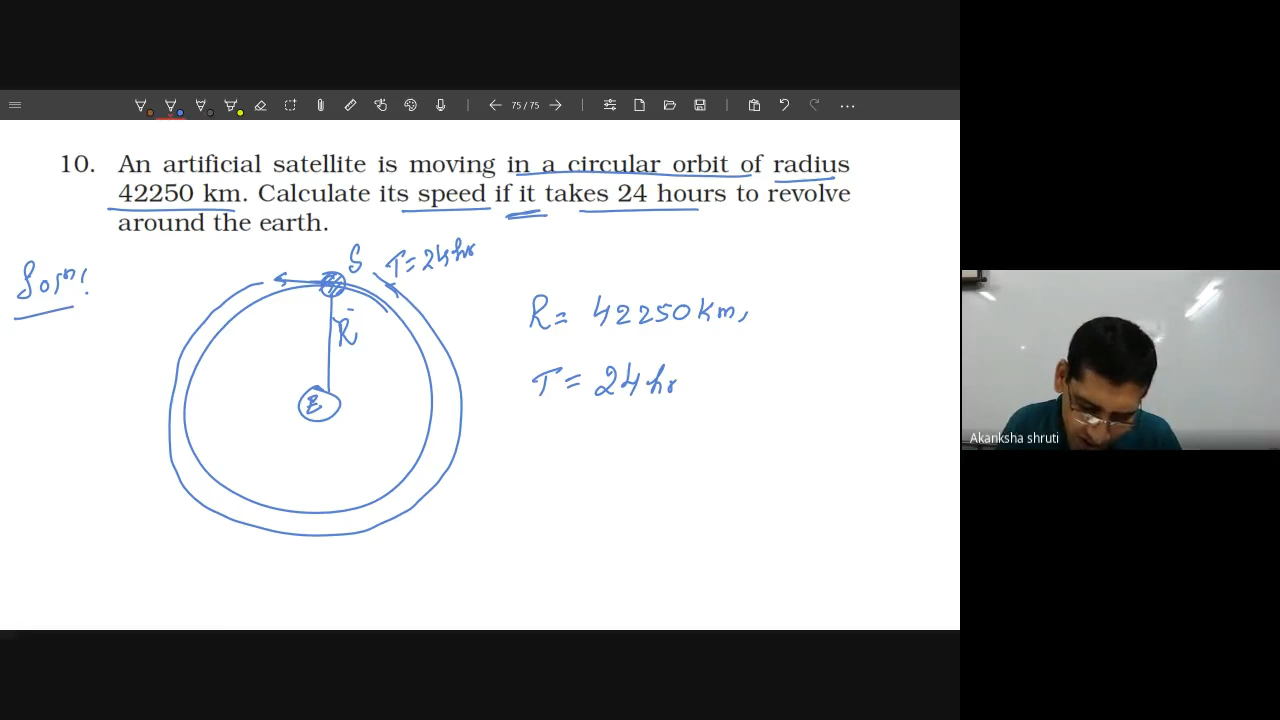 75/75
10. An artificial satellite is moving in a circular orbit of radius
42250 km. Calculate its speed if it takes 24 hours to revolve
around the earth.
Solⁿ:
S
T = 24 hr
R
E
R = 42250 km,
T = 24 hr
Akanksha shruti